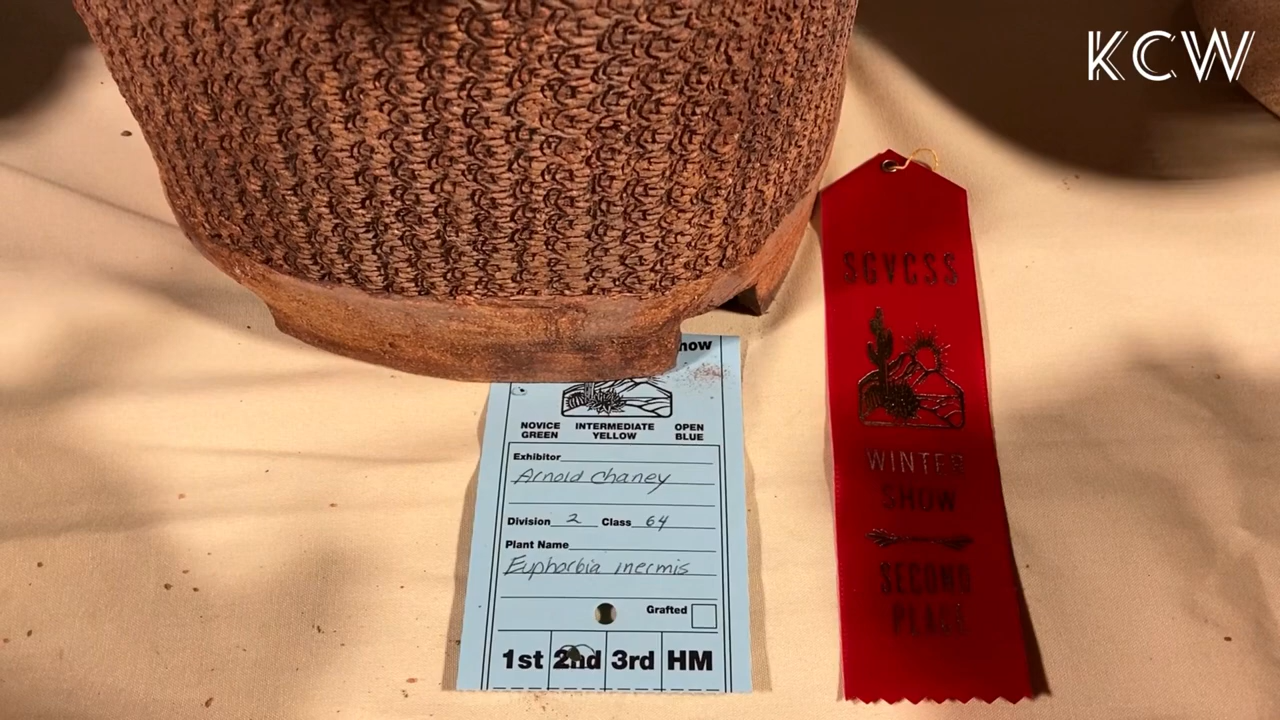 KCW
how
NOVICE INTERMEDIATE OPEN
GREEN YELLOW BLUE
Exhibitor
Arnold Chaney
Division 2 Class 64
Plant Name
Euphorbia inermis
Grafted
1st 2nd 3rd HM
SGVCSS
WINTER
SHOW
SECOND
PLACE